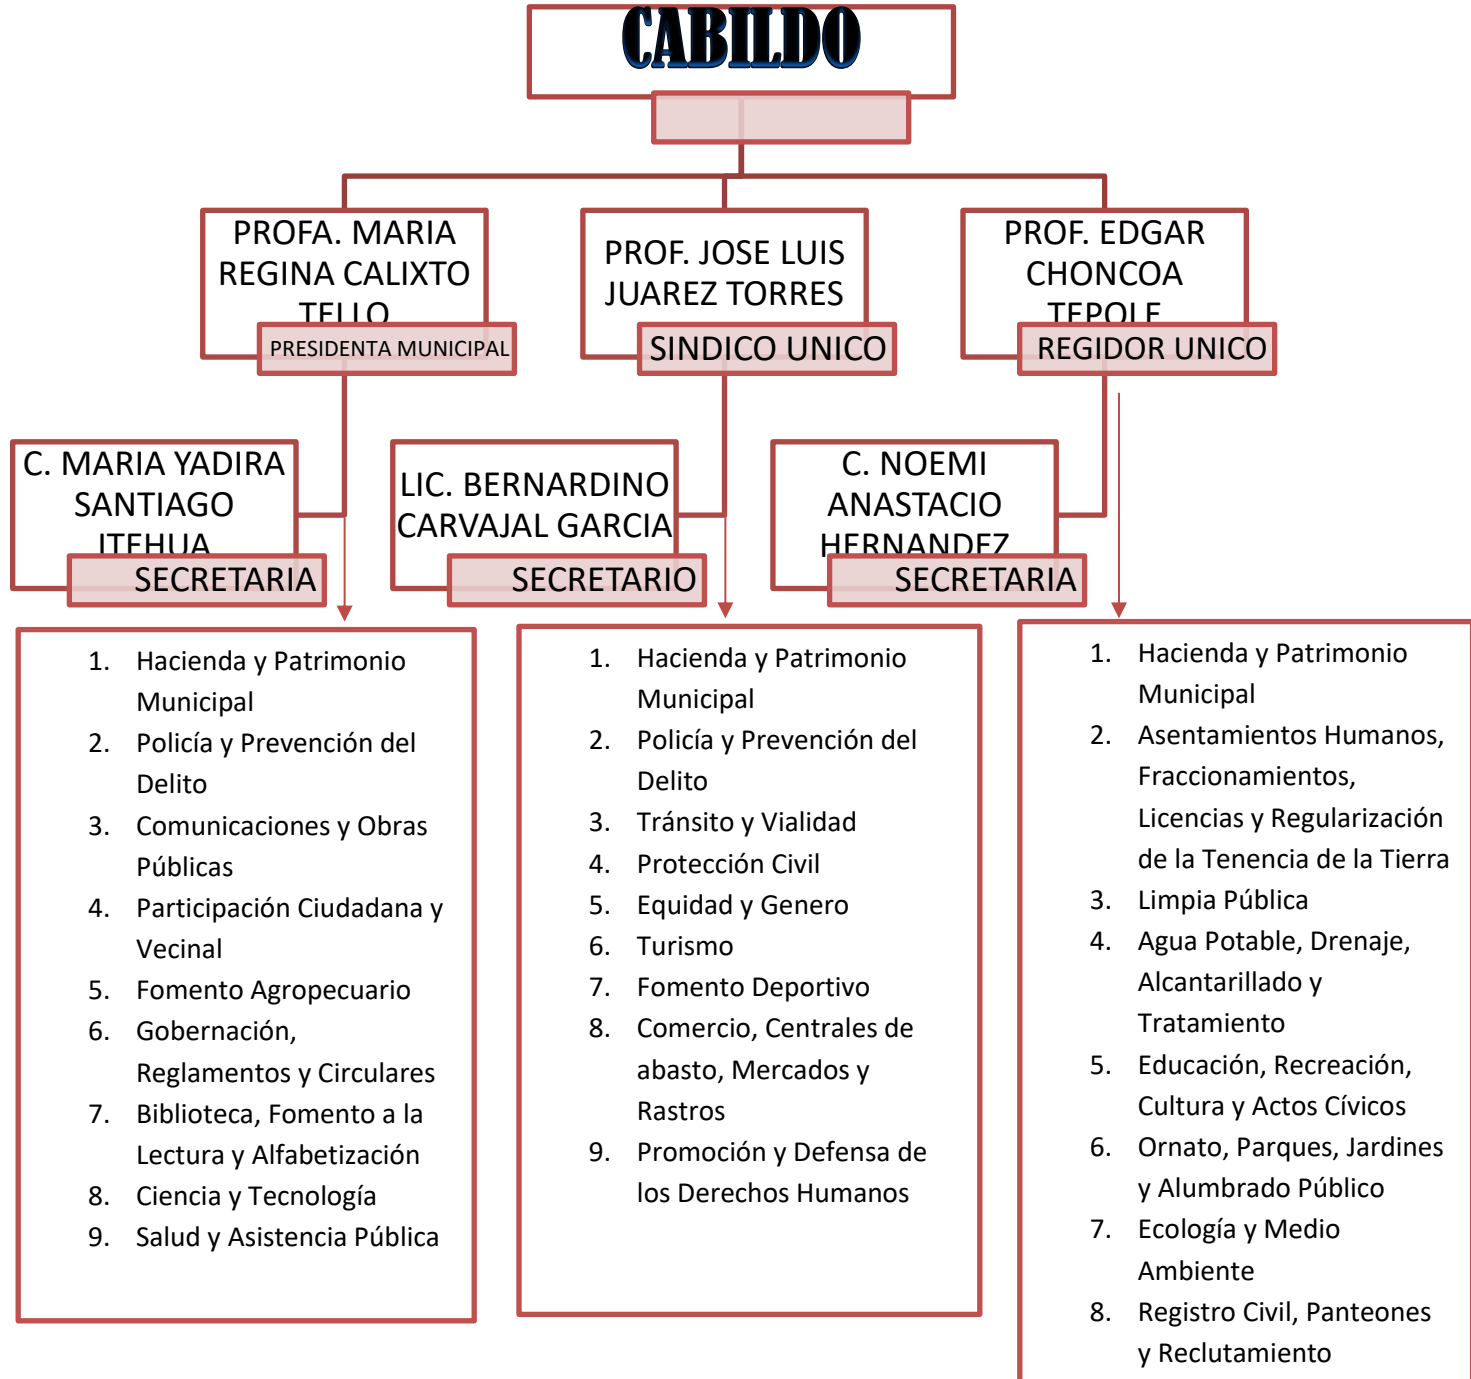 CABILDO
PROFA. MARIA
REGINA CALIXTO
TELLO
PRESIDENTA MUNICIPAL
PROF. JOSE LUIS
JUAREZ TORRES
SINDICO UNICO
PROF. EDGAR
CHONCOA
TEPOLE
REGIDOR UNICO
C. MARIA YADIRA
SANTIAGO
ITEHUA
SECRETARIA
LIC. BERNARDINO
CARVAJAL GARCIA
SECRETARIO
C. NOEMI
ANASTACIO
HERNANDEZ
SECRETARIA
1. Hacienda y Patrimonio
Municipal
2. Policía y Prevención del
Delito
3. Comunicaciones y Obras
Públicas
4. Participación Ciudadana y
Vecinal
5. Fomento Agropecuario
6. Gobernación,
Reglamentos y Circulares
7. Biblioteca, Fomento a la
Lectura y Alfabetización
8. Ciencia y Tecnología
9. Salud y Asistencia Pública
1. Hacienda y Patrimonio
Municipal
2. Policía y Prevención del
Delito
3. Tránsito y Vialidad
4. Protección Civil
5. Equidad y Genero
6. Turismo
7. Fomento Deportivo
8. Comercio, Centrales de
abasto, Mercados y
Rastros
9. Promoción y Defensa de
los Derechos Humanos
1. Hacienda y Patrimonio
Municipal
2. Asentamientos Humanos,
Fraccionamientos,
Licencias y Regularización
de la Tenencia de la Tierra
3. Limpia Pública
4. Agua Potable, Drenaje,
Alcantarillado y
Tratamiento
5. Educación, Recreación,
Cultura y Actos Cívicos
6. Ornato, Parques, Jardines
y Alumbrado Público
7. Ecología y Medio
Ambiente
8. Registro Civil, Panteones
y Reclutamiento